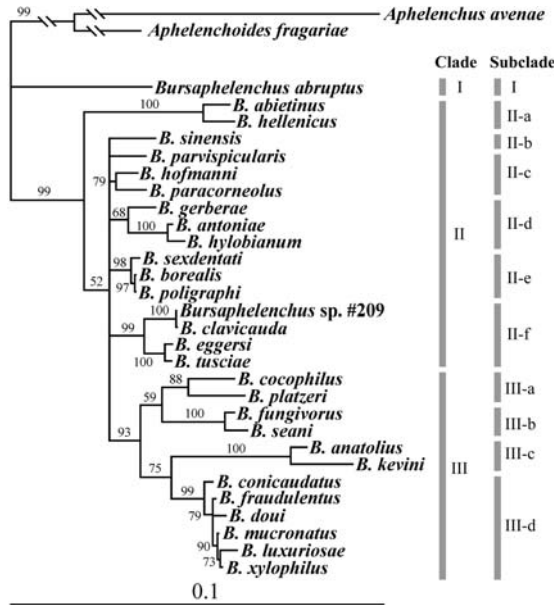 99
Aphelenchus avenae
Aphelenchoides fragariae
Clade Subclade
Bursaphelenchus abruptus I I
100 B. abietinus
B. hellenicus II-a
B. sinensis II-b
B. parvispicularis
79 B. hofmanni II-c
B. paracorneolus
99
68 B. gerberae
100 B. antoniae II-d
B. hylobianum
II
98 B. sexdentati
B. borealis II-e
97 B. poligraphi
52
100 Bursaphelenchus sp. #209
B. clavicauda
99 B. eggersi II-f
100 B. tusciae
88 B. cocophilus
B. platzeri III-a
59
100 B. fungivorus
B. seani III-b
93
100 B. anatolius
B. kevini III-c
III
75
99 B. conicaudatus
B. fraudulentus
79 B. doui
B. mucronatus III-d
90 B. luxuriosae
73 B. xylophilus
0.1